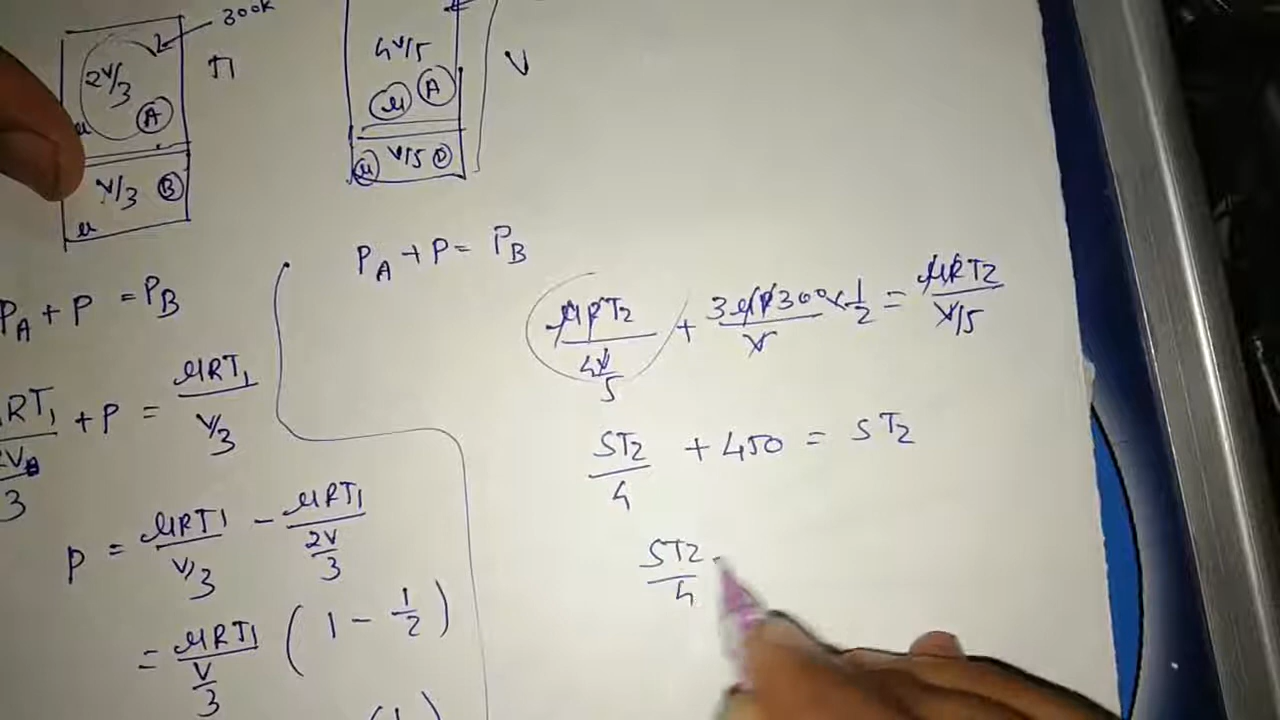 300K
2V/3
A
μ
Π
V/3 B
μ
4V/5
μ A
V
μ V/5
P_A + P = P_B
RT₁/(2V/3) + P = μRT₁/(V/3)
P = μRT₁/(V/3) - μRT₁/(2V/3)
= μRT₁/(V/3) (1 - 1/2)
P_A + P = P_B
μRT₂/(4V/5) + 3μR300/V × 1/2 = μRT₂/(V/5)
5T₂/4 + 450 = 5T₂
5T₂/4 -